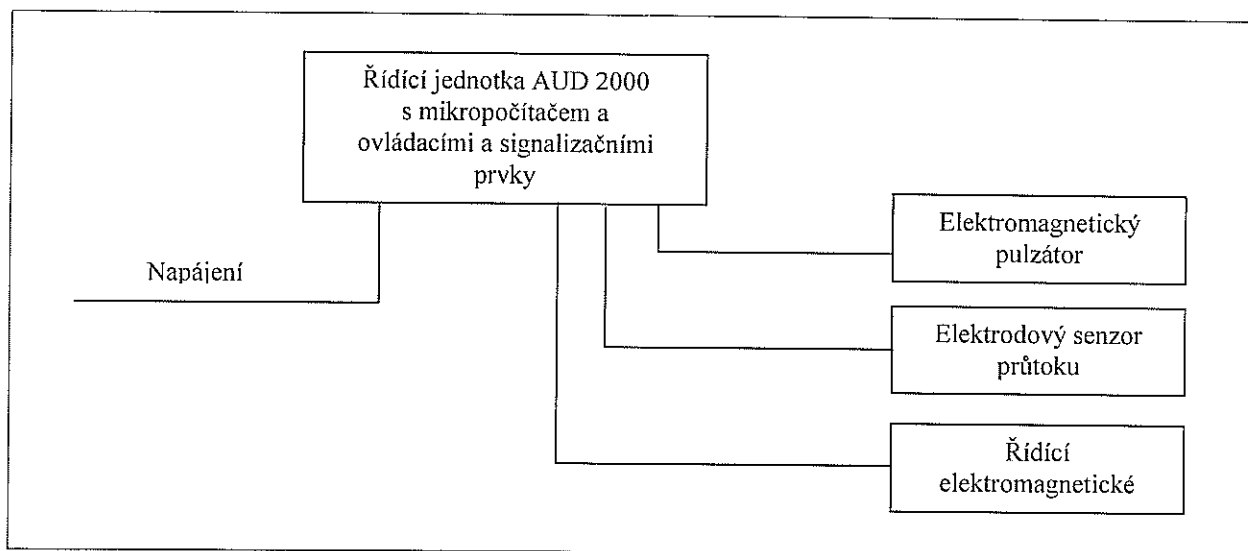 Řídící jednotka AUD 2000
s mikropočítačem a
ovládacími a signalizačními
prvky
Napájení
Elektromagnetický
pulzátor
Elektrodový senzor
průtoku
Řídící
elektromagnetické